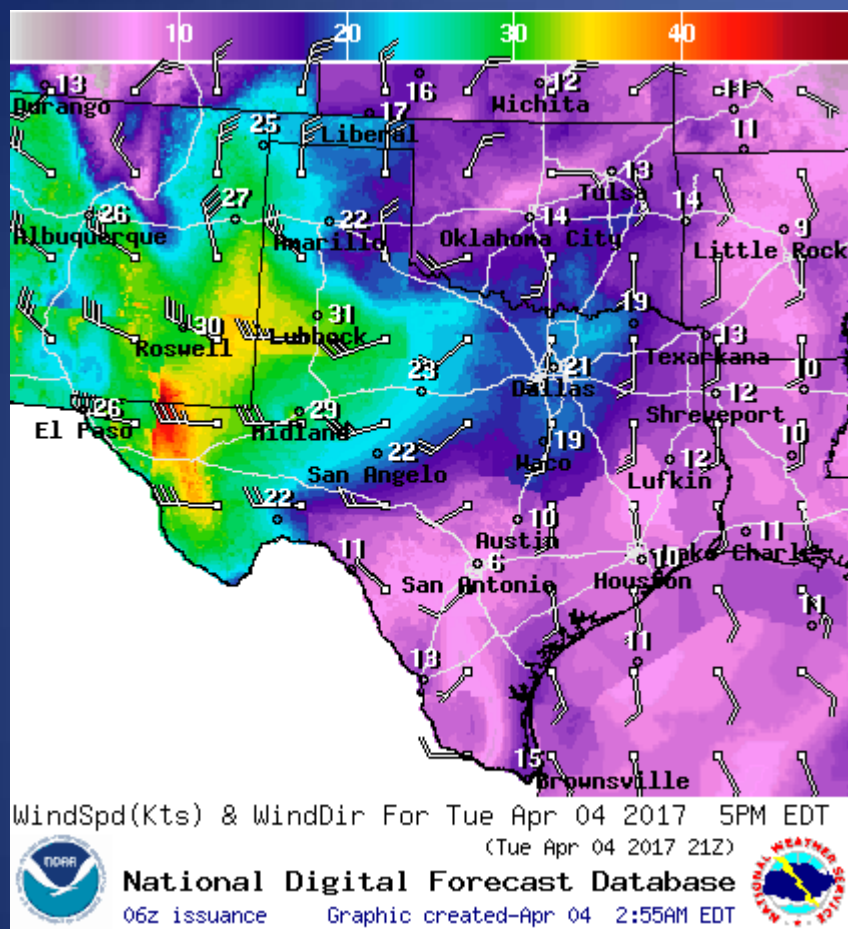 10 20 30 40
13 16 12 11
Durango Wichita
17
Liberal
25 11
13
Tulsa
26 27 22 14 14
Albuquerque Amarillo Oklahoma City 9
Little Rock
31 19
30 Lubbock 13
Roswell Texarkana
23 21 10
Dallas 12
26 29 Shreveport
El Paso Midland
22 19 10
San Angelo Waco 12
Lufkin
22 10 11
Austin Lake Charles
11 6 10
San Antonio Houston
11
11
13
15
Brownsville
WindSpd(Kts) & WindDir For Tue Apr 04 2017 5PM EDT
(Tue Apr 04 2017 21Z)
NOAA
National Digital Forecast Database
06z issuance Graphic created-Apr 04 2:55AM EDT
NATIONAL WEATHER SERVICE